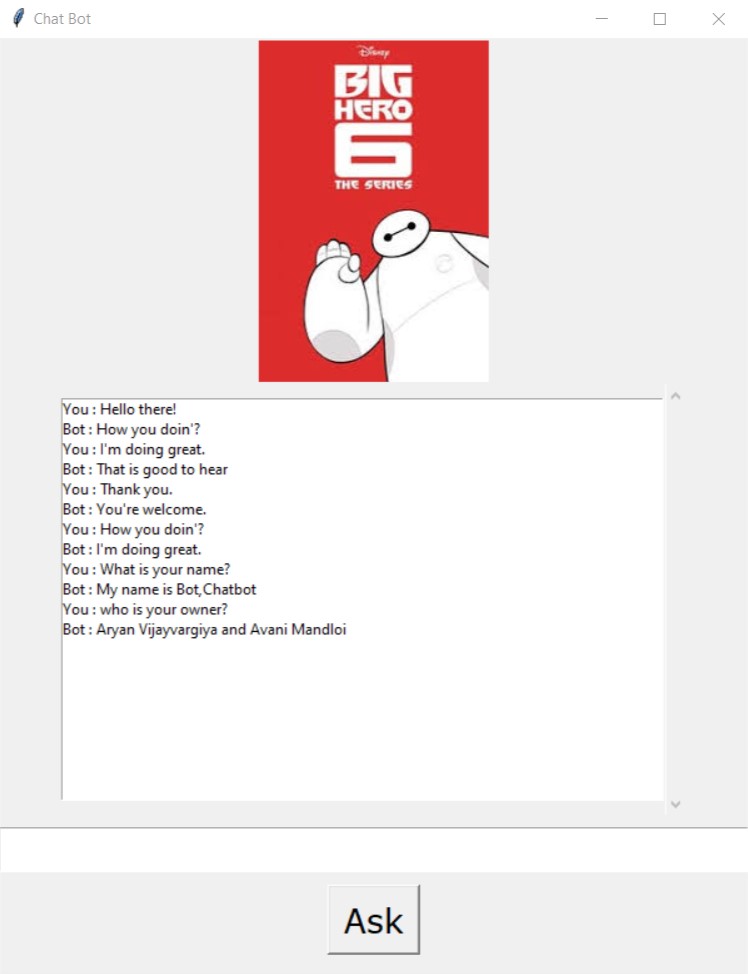 Chat Bot
Disney
BIG
HERO
6
THE SERIES
You : Hello there!
Bot : How you doin'?
You : I'm doing great.
Bot : That is good to hear
You : Thank you.
Bot : You're welcome.
You : How you doin'?
Bot : I'm doing great.
You : What is your name?
Bot : My name is Bot,Chatbot
You : who is your owner?
Bot : Aryan Vijayvargiya and Avani Mandloi
Ask